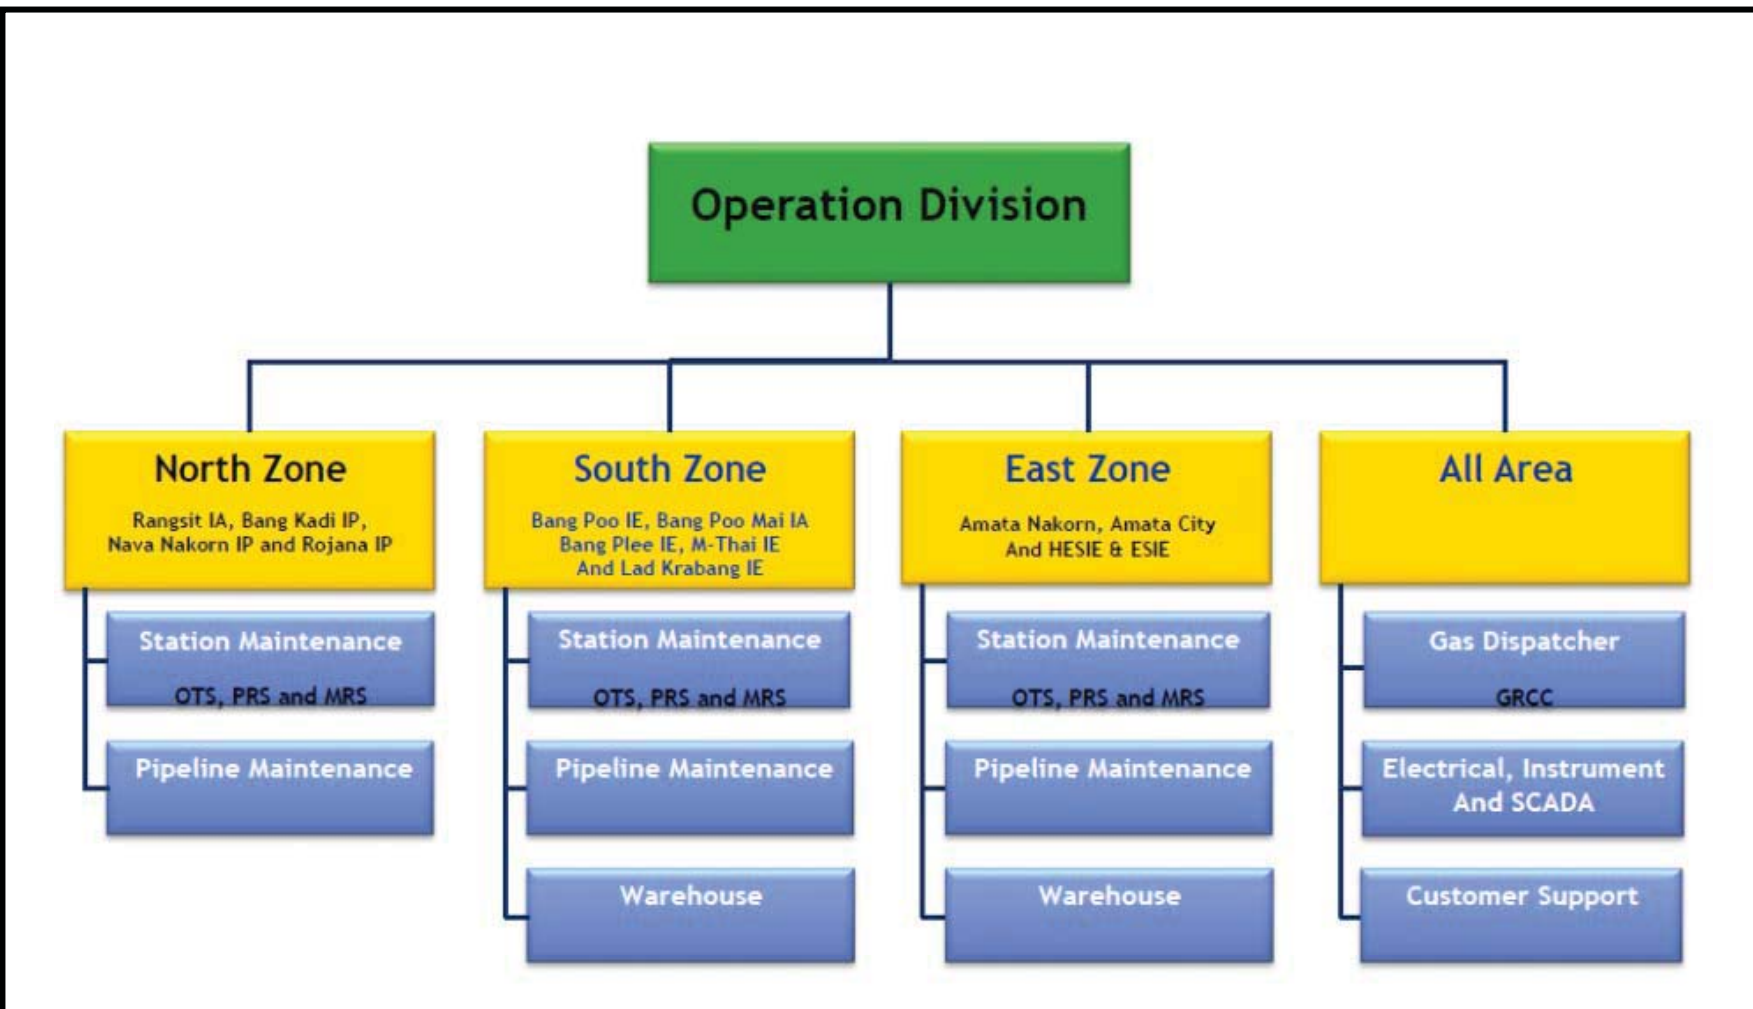 Operation Division
North Zone
Rangsit IA, Bang Kadi IP,
Nava Nakorn IP and Rojana IP
Station Maintenance
OTS, PRS and MRS
Pipeline Maintenance
South Zone
Bang Poo IE, Bang Poo Mai IA
Bang Plee IE, M-Thai IE
And Lad Krabang IE
Station Maintenance
OTS, PRS and MRS
Pipeline Maintenance
Warehouse
East Zone
Amata Nakorn, Amata City
And HESIE & ESIE
Station Maintenance
OTS, PRS and MRS
Pipeline Maintenance
Warehouse
All Area
Gas Dispatcher
GRCC
Electrical, Instrument
And SCADA
Customer Support